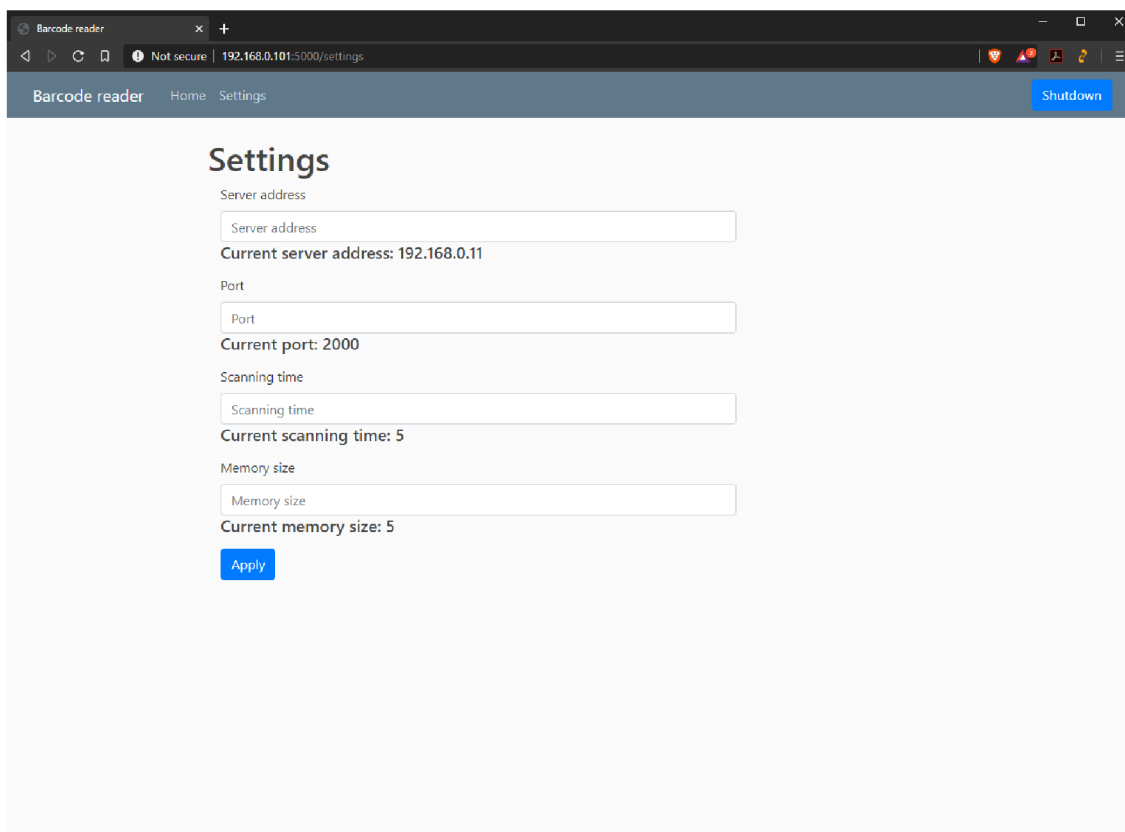 Barcode reader
Not secure | 192.168.0.101:5000/settings
2
Barcode reader Home Settings Shutdown
Settings
Server address
Server address
Current server address: 192.168.0.11
Port
Port
Current port: 2000
Scanning time
Scanning time
Current scanning time: 5
Memory size
Memory size
Current memory size: 5
Apply